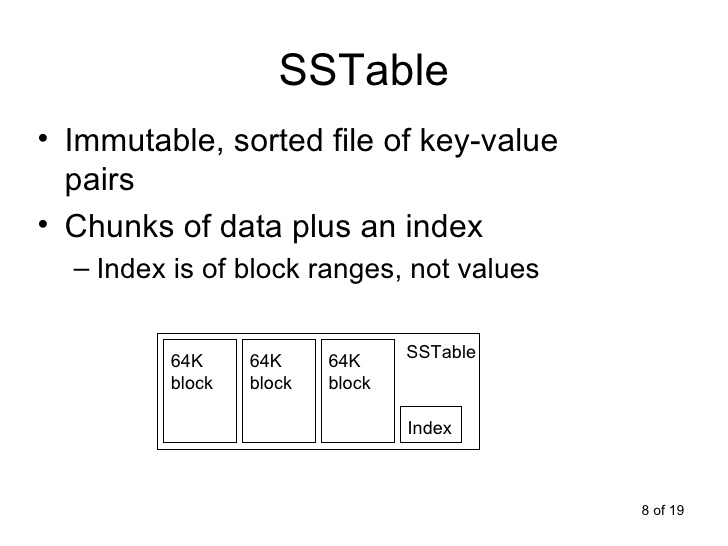 SSTable
• Immutable, sorted file of key-value
pairs
• Chunks of data plus an index
– Index is of block ranges, not values
64K
block
64K
block
64K
block
SSTable
Index
8 of 19